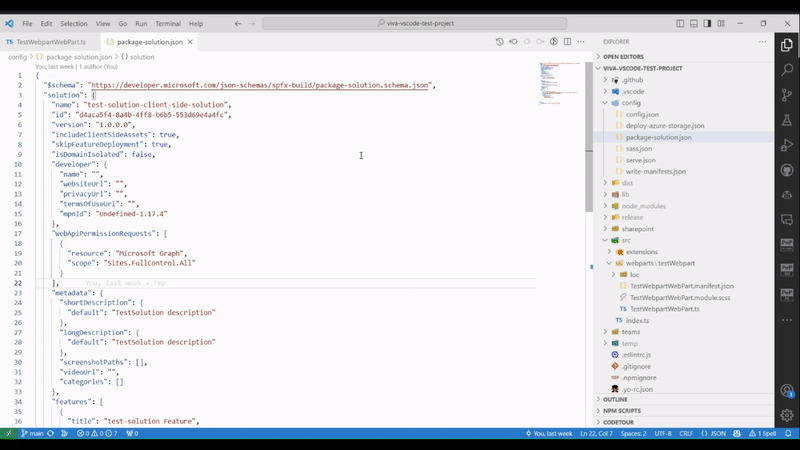 File Edit Selection View Go Run Terminal Help
viva-vscode-test-project
TS TestWebpartWebPart.ts
{} package-solution.json
config > {} package-solution.json > {} solution
You, last week | 1 author (You)
1 {
2 "$schema": "https://developer.microsoft.com/json-schemas/spfx-build/package-solution.schema.json",
3 "solution": {
4 "name": "test-solution-client-side-solution",
5 "id": "d4aca5f4-8a4b-4ff8-b6b5-553d69e4a4fc",
6 "version": "1.0.0.0",
7 "includeClientSideAssets": true,
8 "skipFeatureDeployment": true,
9 "isDomainIsolated": false,
10 "developer": {
11 "name": "",
12 "websiteUrl": "",
13 "privacyUrl": "",
14 "termsOfUseUrl": "",
15 "mpnId": "Undefined-1.17.4"
16 },
17 "webApiPermissionRequests": [
18 {
19 "resource": "Microsoft Graph",
20 "scope": "Sites.FullControl.All"
21 }
22 ], You, last week • tmp
23 "metadata": {
24 "shortDescription": {
25 "default": "TestSolution description"
26 },
27 "longDescription": {
28 "default": "TestSolution description"
29 },
30 "screenshotPaths": [],
31 "videoUrl": "",
32 "categories": []
33 },
34 "features": [
35 {
36 "title": "test-solution Feature",
EXPLORER
OPEN EDITORS
VIVA-VSCODE-TEST-PROJECT
.github
.vscode
config
{} config.json
{} deploy-azure-storage.json
{} package-solution.json
{} sass.json
{} serve.json
{} write-manifests.json
dist
lib
node_modules
release
sharepoint
src
extensions
webparts \ testWebpart
loc
{} TestWebpartWebPart.manifest.json
TestWebpartWebPart.module.scss
TS TestWebpartWebPart.ts
TS index.ts
teams
temp
.eslintrc.js
.gitignore
.npmignore
.yo-rc.json
OUTLINE
NPM SCRIPTS
CODETOUR
main
0 0 7
0
You, last week
Ln 22, Col 7
Spaces: 2
UTF-8
CRLF
{} JSON
1 Spell